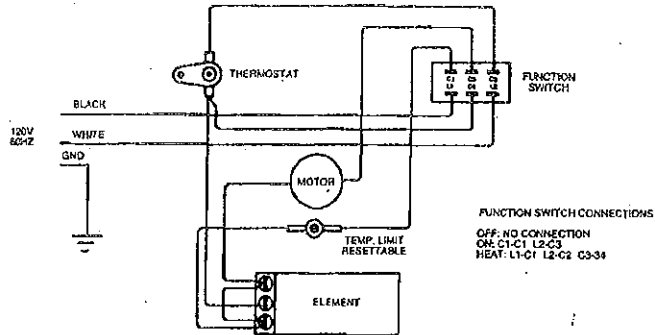 THERMOSTAT
FUNCTION
SWITCH
BLACK
120V
60HZ
WHITE
GND
MOTOR
TEMP. LIMIT
RESETTABLE
ELEMENT
FUNCTION SWITCH CONNECTIONS
OFF: NO CONNECTION
ON: C1-C1 L2-C3
HEAT: L1-C1 L2-C2 C3-34